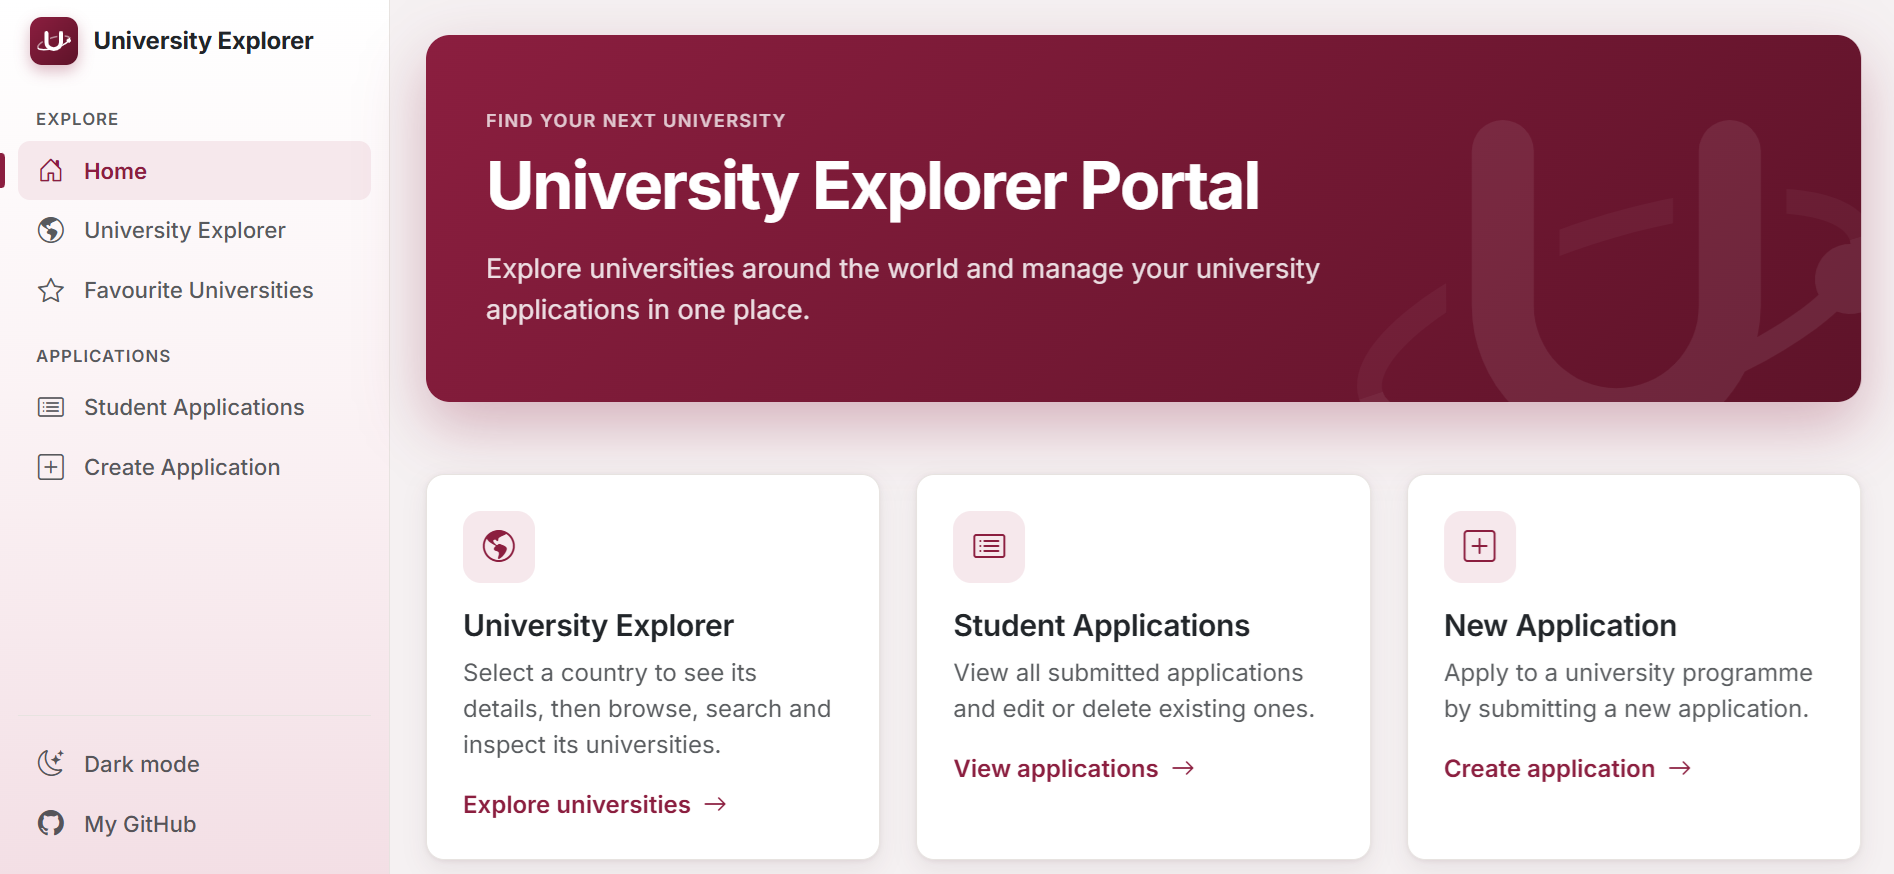 University Explorer
EXPLORE
Home
University Explorer
Favourite Universities
APPLICATIONS
Student Applications
Create Application
Dark mode
My GitHub
FIND YOUR NEXT UNIVERSITY
University Explorer Portal
Explore universities around the world and manage your university
applications in one place.
University Explorer
Select a country to see its
details, then browse, search and
inspect its universities.
Explore universities →
Student Applications
View all submitted applications
and edit or delete existing ones.
View applications →
New Application
Apply to a university programme
by submitting a new application.
Create application →